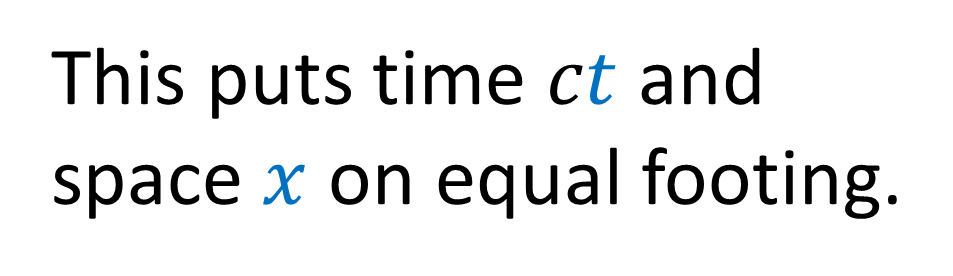 This puts time ct and
space x on equal footing.